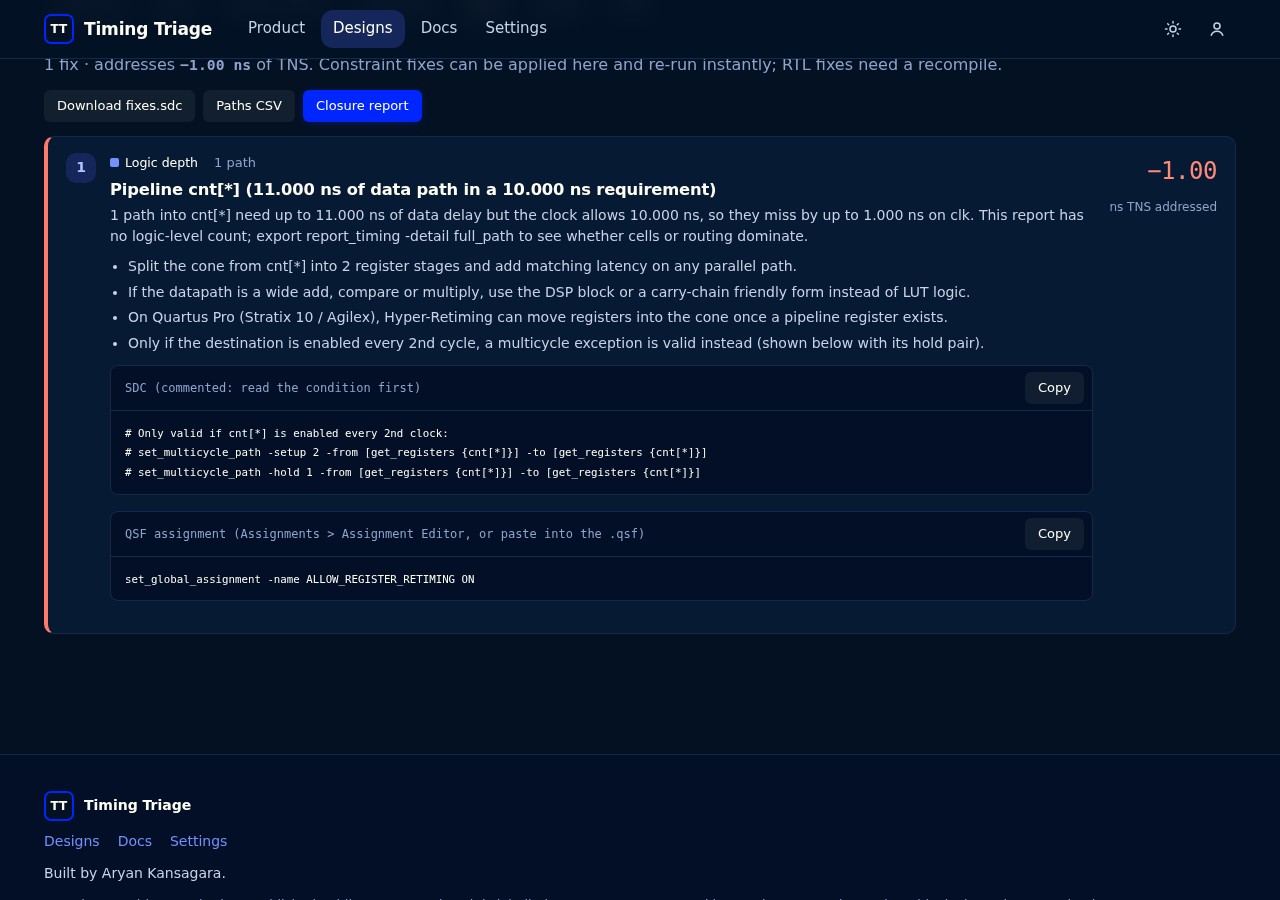 TT Timing Triage Product Designs Docs Settings
1 fix · addresses −1.00 ns of TNS. Constraint fixes can be applied here and re-run instantly; RTL fixes need a recompile.
Download fixes.sdc Paths CSV Closure report
1 Logic depth 1 path
−1.00
ns TNS addressed
Pipeline cnt[*] (11.000 ns of data path in a 10.000 ns requirement)
1 path into cnt[*] need up to 11.000 ns of data delay but the clock allows 10.000 ns, so they miss by up to 1.000 ns on clk. This report has
no logic-level count; export report_timing -detail full_path to see whether cells or routing dominate.
• Split the cone from cnt[*] into 2 register stages and add matching latency on any parallel path.
• If the datapath is a wide add, compare or multiply, use the DSP block or a carry-chain friendly form instead of LUT logic.
• On Quartus Pro (Stratix 10 / Agilex), Hyper-Retiming can move registers into the cone once a pipeline register exists.
• Only if the destination is enabled every 2nd cycle, a multicycle exception is valid instead (shown below with its hold pair).
SDC (commented: read the condition first) Copy
# Only valid if cnt[*] is enabled every 2nd clock:
# set_multicycle_path -setup 2 -from [get_registers {cnt[*]}] -to [get_registers {cnt[*]}]
# set_multicycle_path -hold 1 -from [get_registers {cnt[*]}] -to [get_registers {cnt[*]}]
QSF assignment (Assignments > Assignment Editor, or paste into the .qsf) Copy
set_global_assignment -name ALLOW_REGISTER_RETIMING ON
TT Timing Triage
Designs Docs Settings
Built by Aryan Kansagara.